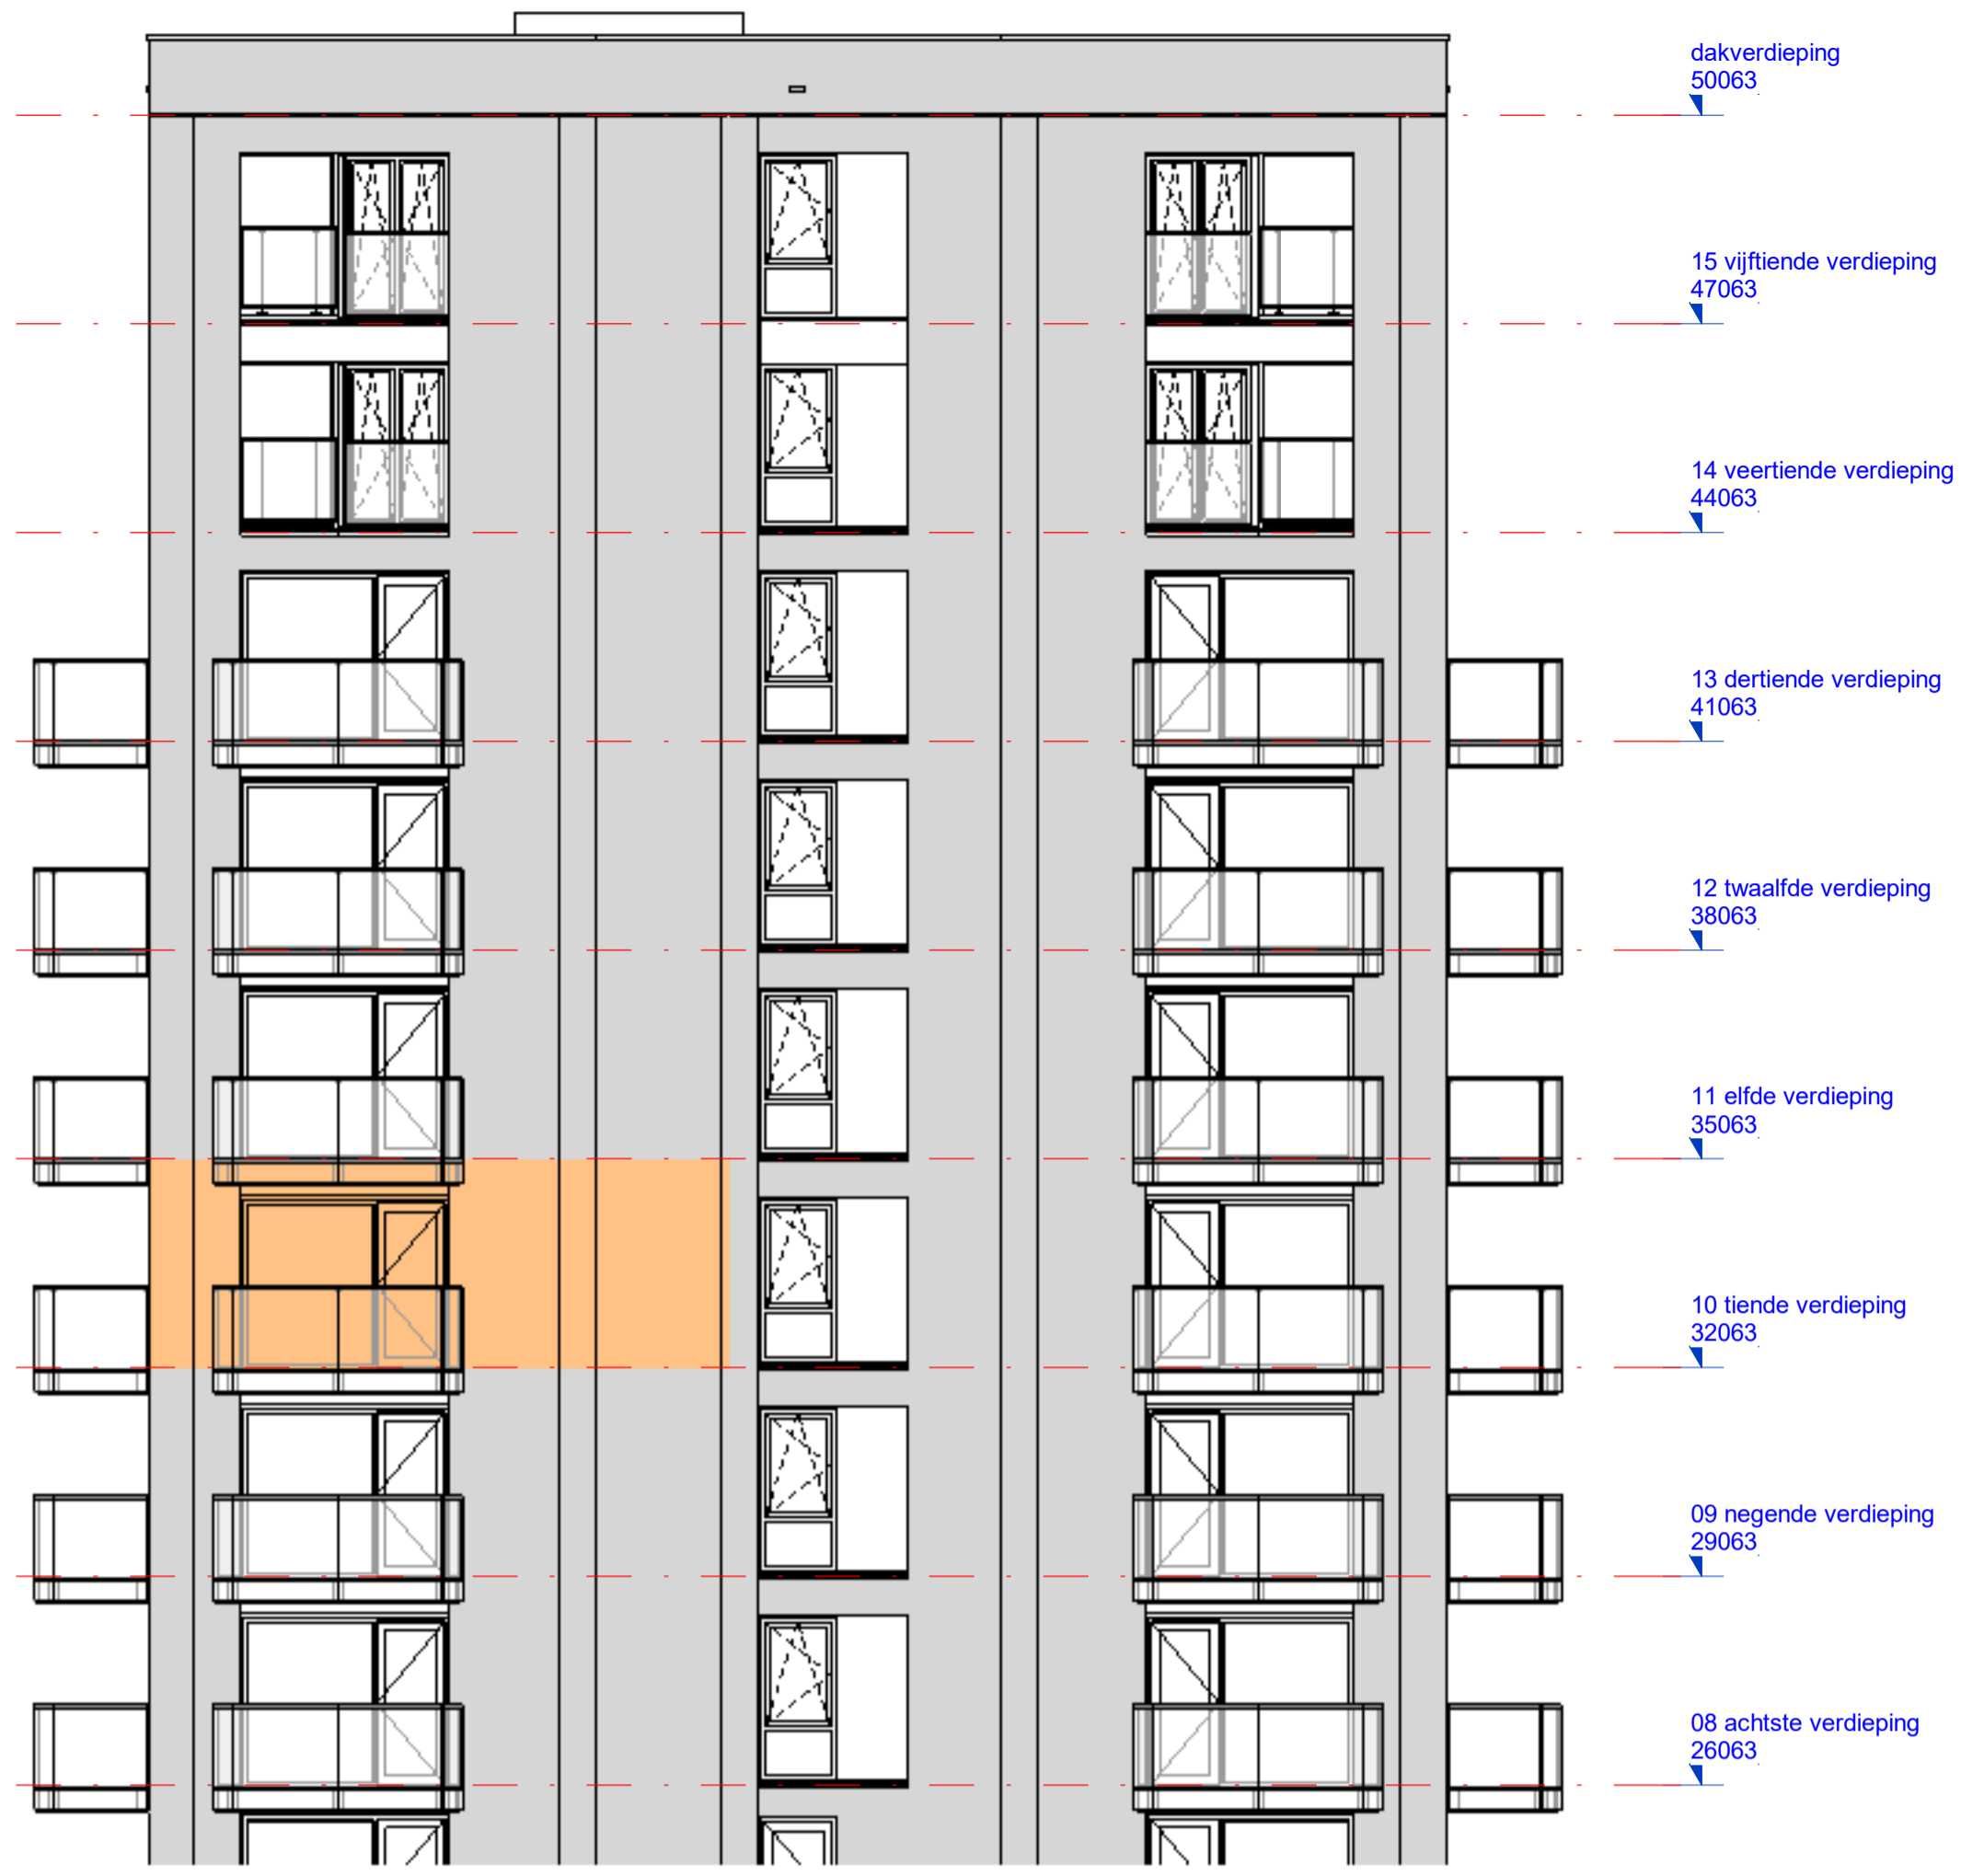 dakverdieping
50063
15 vijftiende verdieping
47063
14 veertiende verdieping
44063
13 dertiende verdieping
41063
12 twaalfde verdieping
38063
11 elfde verdieping
35063
10 tiende verdieping
32063
09 negende verdieping
29063
08 achtste verdieping
26063